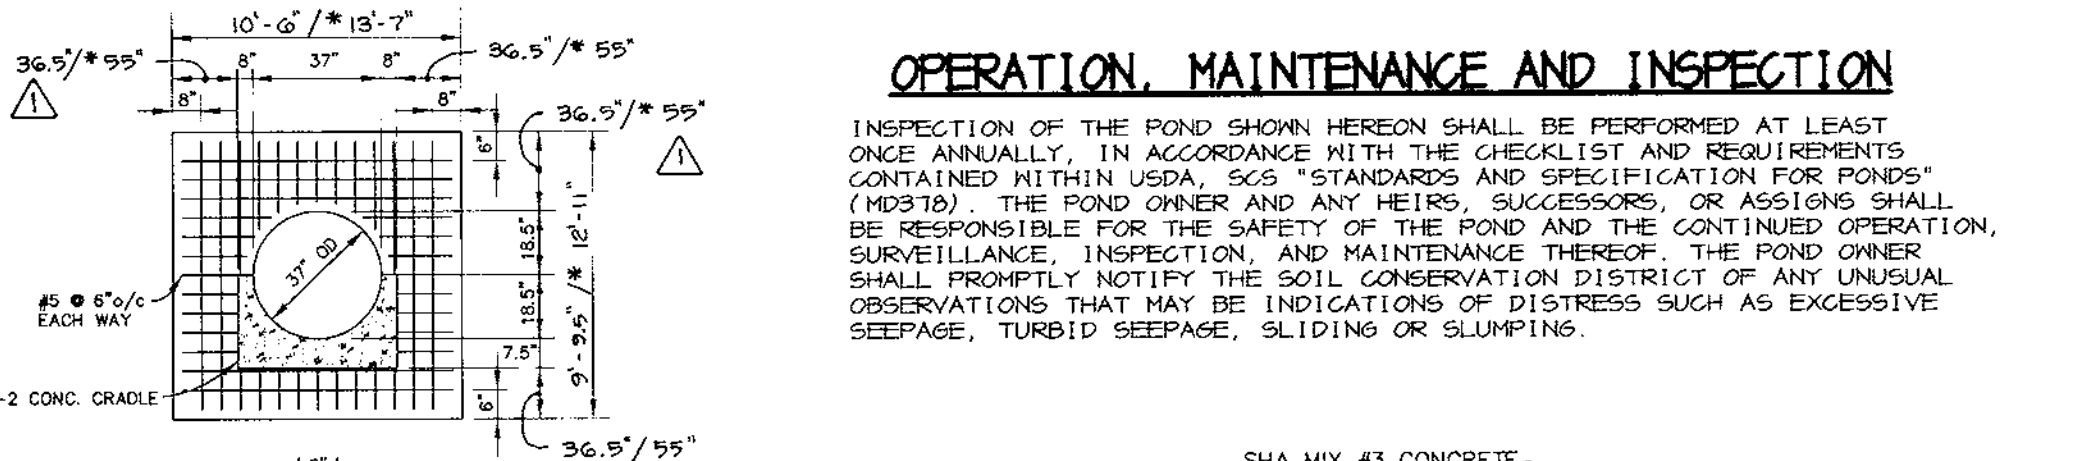 10'-6" /* 13'-7"
36.5"/* 55"
8"
37"
8"
36.5"/* 55"
1
8"
8"
36.5"/* 55"
6"
1
18.5"
37" OD
#5 @ 6"o/c
EACH WAY
18.5"
9'-9.5" /* 12'-11"
7.5"
-2 CONC. CRADLE
6"
36.5"/55"
OPERATION, MAINTENANCE AND INSPECTION
INSPECTION OF THE POND SHOWN HEREON SHALL BE PERFORMED AT LEAST
ONCE ANNUALLY, IN ACCORDANCE WITH THE CHECKLIST AND REQUIREMENTS
CONTAINED WITHIN USDA, SCS "STANDARDS AND SPECIFICATION FOR PONDS"
(MD378). THE POND OWNER AND ANY HEIRS, SUCCESSORS, OR ASSIGNS SHALL
BE RESPONSIBLE FOR THE SAFETY OF THE POND AND THE CONTINUED OPERATION,
SURVEILLANCE, INSPECTION, AND MAINTENANCE THEREOF. THE POND OWNER
SHALL PROMPTLY NOTIFY THE SOIL CONSERVATION DISTRICT OF ANY UNUSUAL
OBSERVATIONS THAT MAY BE INDICATIONS OF DISTRESS SUCH AS EXCESSIVE
SEEPAGE, TURBID SEEPAGE, SLIDING OR SLUMPING.
SHA MIX #3 CONCRETE